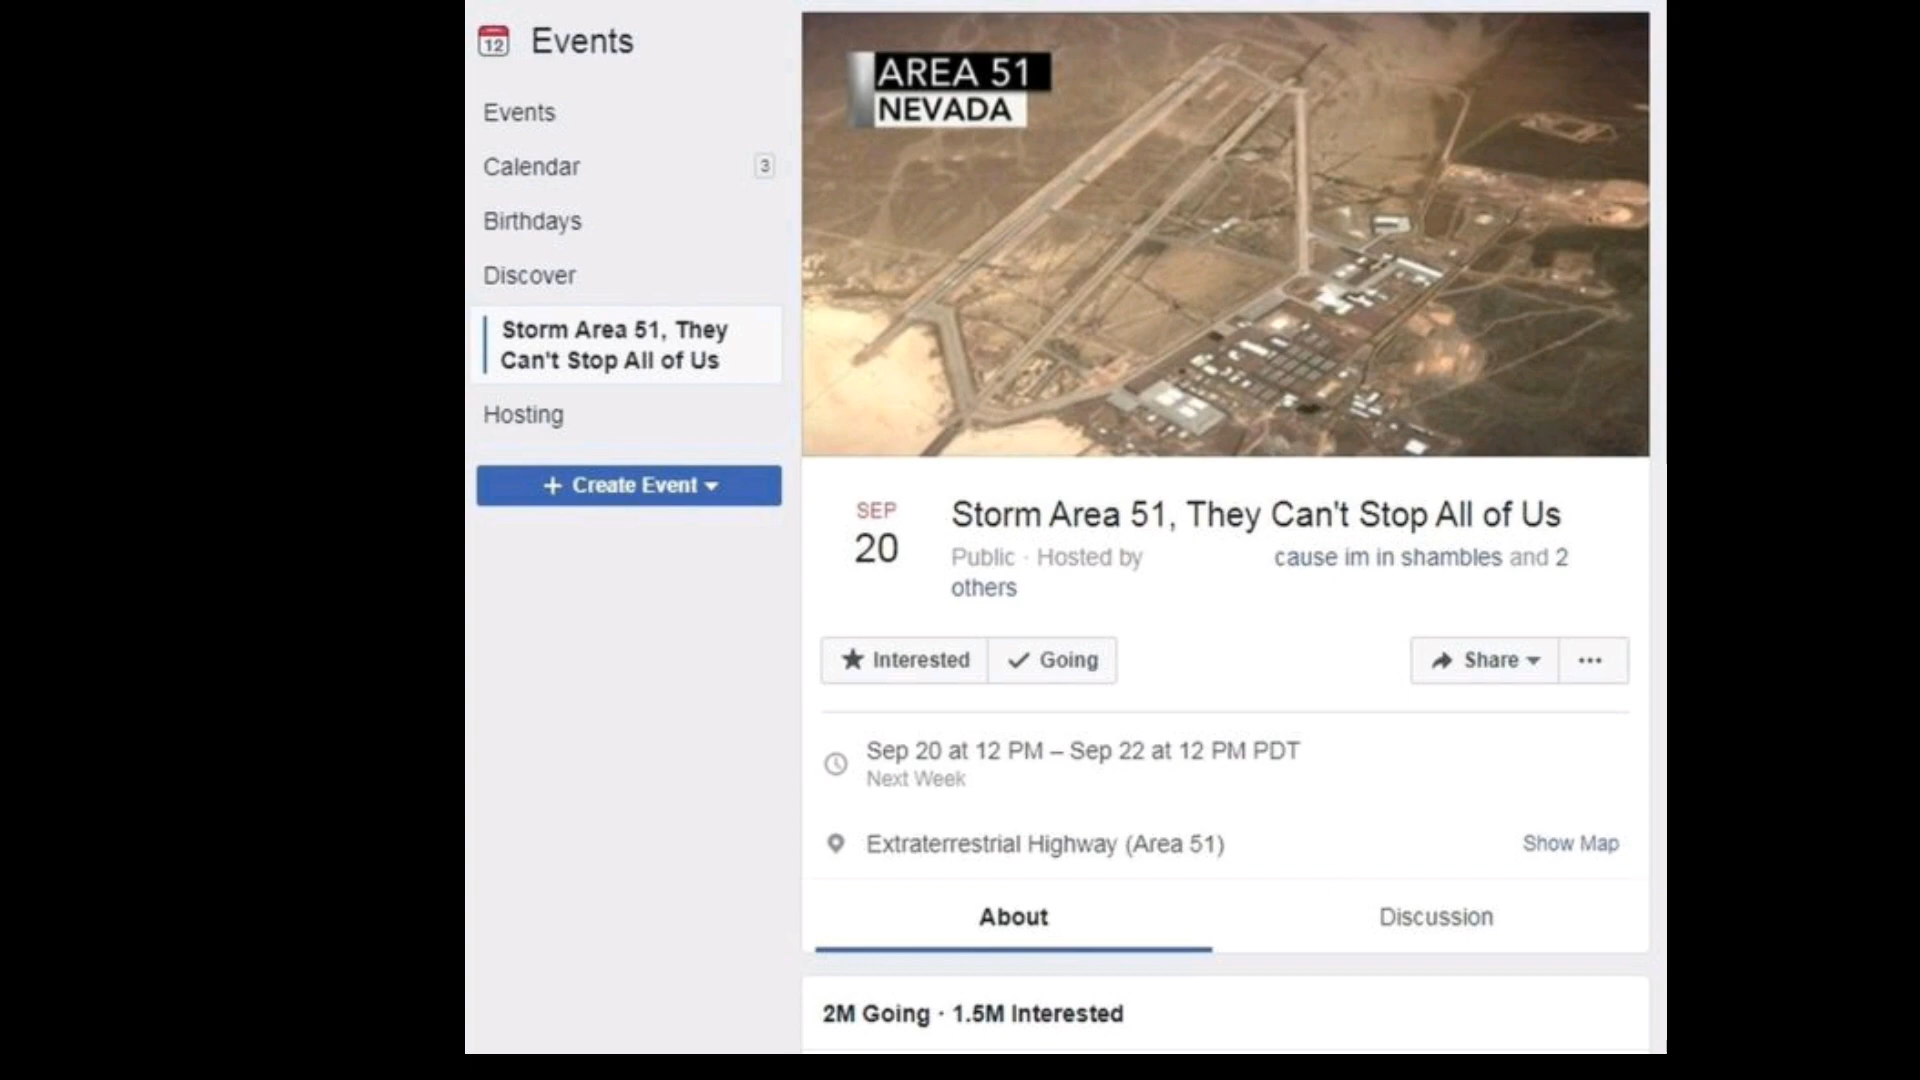 12
Events
Events
Calendar 3
Birthdays
Discover
Storm Area 51, They
Can't Stop All of Us
Hosting
+ Create Event
AREA 51
NEVADA
SEP
20
Storm Area 51, They Can't Stop All of Us
Public · Hosted by cause im in shambles and 2
others
Interested
Going
Share
Sep 20 at 12 PM – Sep 22 at 12 PM PDT
Next Week
Extraterrestrial Highway (Area 51)
Show Map
About
Discussion
2M Going · 1.5M Interested